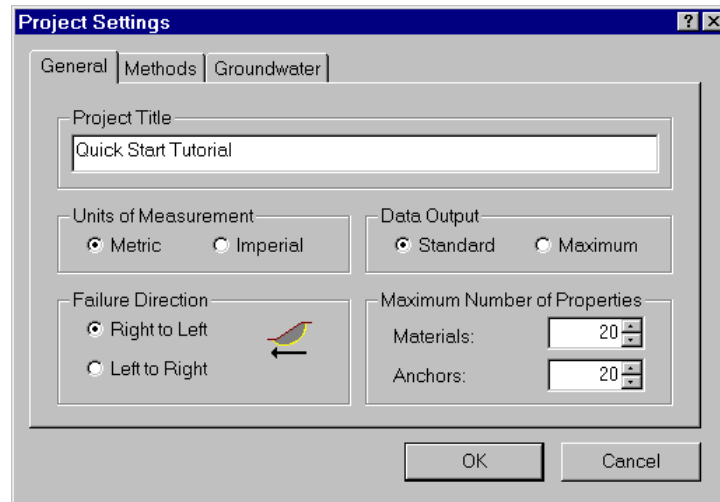 Project Settings
General Methods Groundwater
Project Title
Quick Start Tutorial
Units of Measurement
Metric Imperial
Data Output
Standard Maximum
Failure Direction
Right to Left
Left to Right
Maximum Number of Properties
Materials: 20
Anchors: 20
OK Cancel